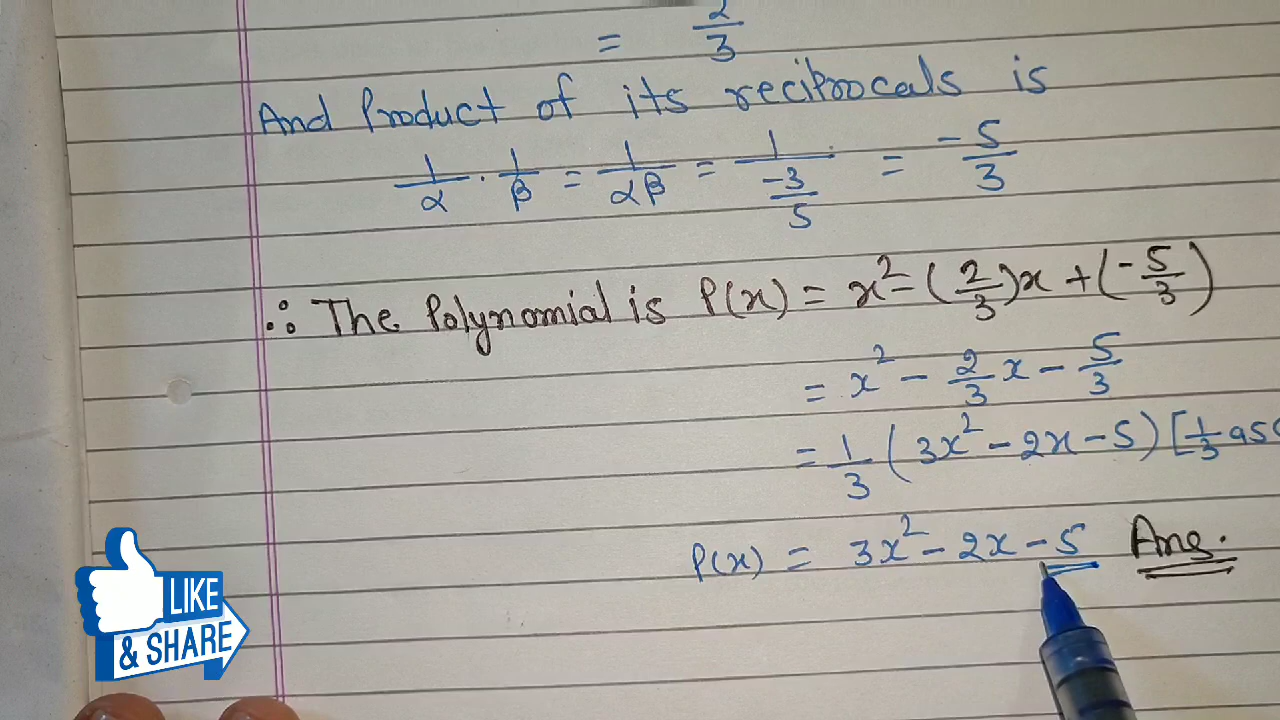 = 2/3
And Product of its reciprocals is
1/α · 1/β = 1/αβ = 1/(-3/5) = -5/3
∴ The Polynomial is P(x) = x² - (2/3)x + (-5/3)
= x² - 2/3 x - 5/3
= 1/3 (3x² - 2x - 5) [1/3
P(x) = 3x² - 2x - 5 Ans.
LIKE
& SHARE